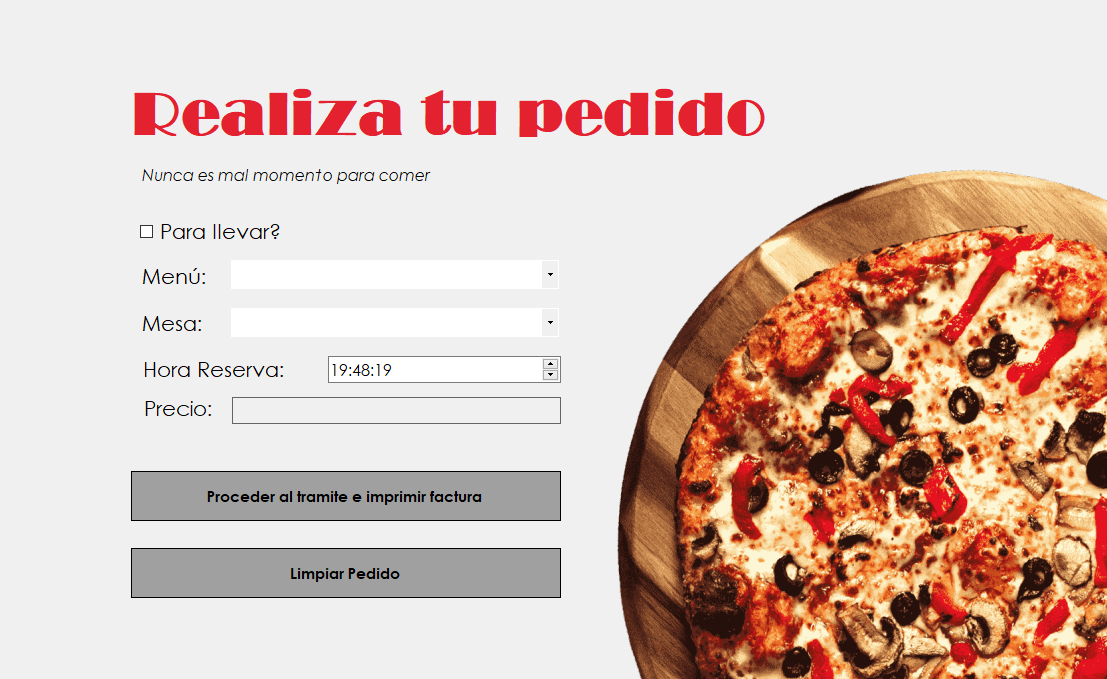 Realiza tu pedido
Nunca es mal momento para comer
Para llevar?
Menú:
Mesa:
Hora Reserva: 19:48:19
Precio:
Proceder al tramite e imprimir factura
Limpiar Pedido